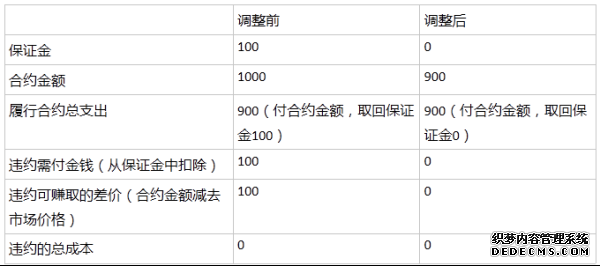 调整前 调整后
保证金 100 0
合约金额 1000 900
履行合约总支出 900（付合约金额，取回保证 900（付合约金额，取回保
金100） 证金0）
违约需付金钱（从保证金中扣除） 100 0
违约可赚取的差价（合约金额减去 100 0
市场价格）
违约的总成本 0 0
织梦内容管理系统
DEDECMS.COM